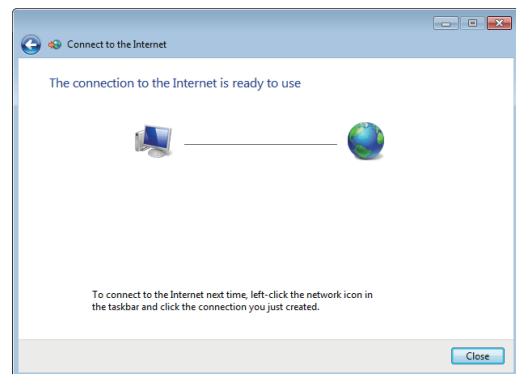 Connect to the Internet
The connection to the Internet is ready to use
To connect to the Internet next time, left-click the network icon in
the taskbar and click the connection you just created.
Close